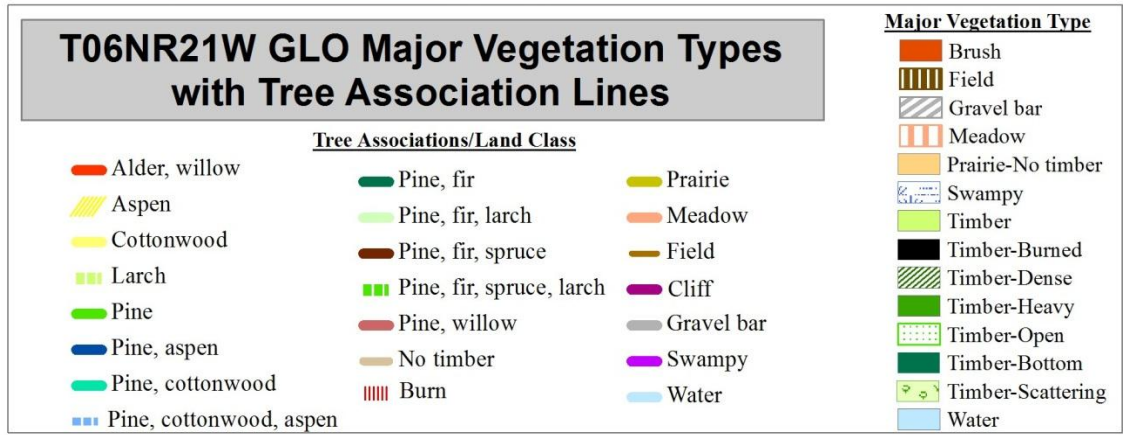 T06NR21W GLO Major Vegetation Types
with Tree Association Lines
Tree Associations/Land Class
Alder, willow
Aspen
Cottonwood
Larch
Pine
Pine, aspen
Pine, cottonwood
Pine, cottonwood, aspen
Pine, fir
Pine, fir, larch
Pine, fir, spruce
Pine, fir, spruce, larch
Pine, willow
No timber
Burn
Prairie
Meadow
Field
Cliff
Gravel bar
Swampy
Water
Major Vegetation Type
Brush
Field
Gravel bar
Meadow
Prairie-No timber
Swampy
Timber
Timber-Burned
Timber-Dense
Timber-Heavy
Timber-Open
Timber-Bottom
Timber-Scattering
Water